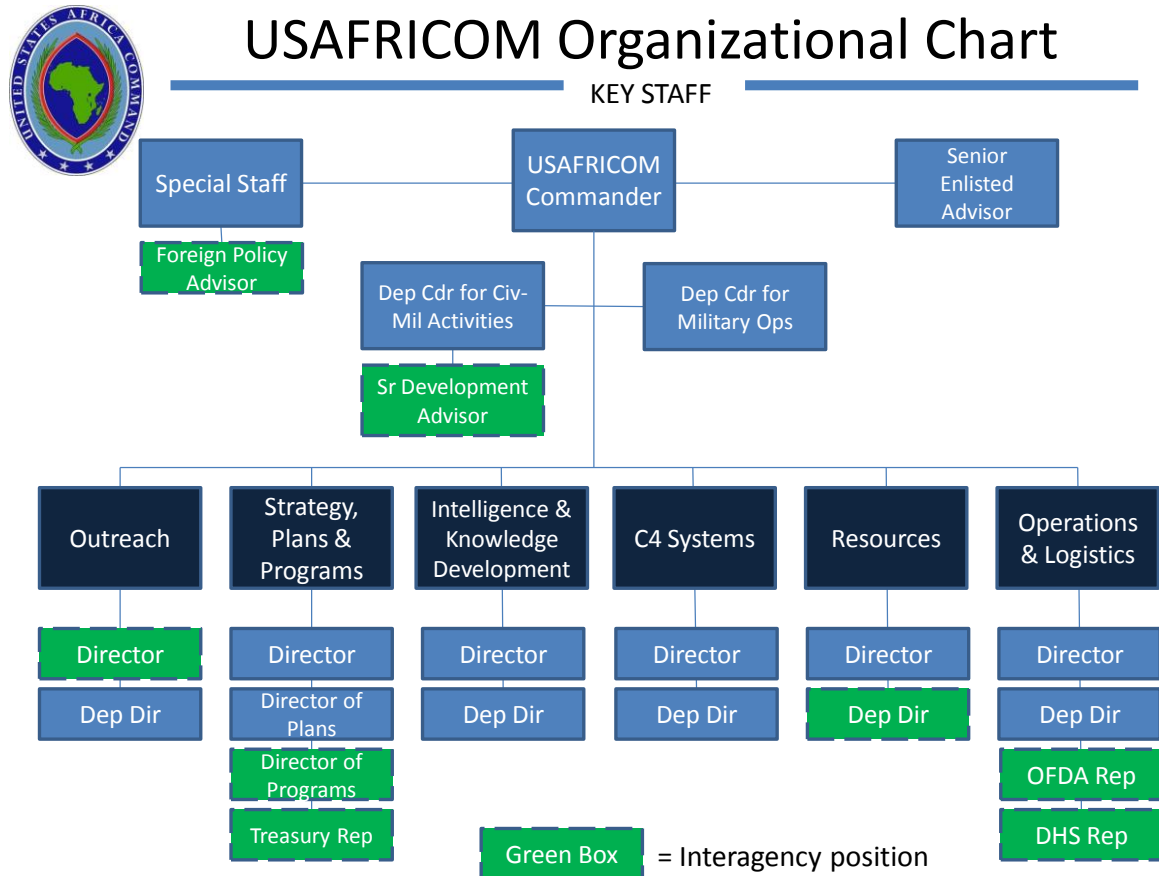 UNITED STATES AFRICA COMMAND
USAFRICOM Organizational Chart
KEY STAFF
Special Staff
USAFRICOM
Commander
Senior
Enlisted
Advisor
Foreign Policy
Advisor
Dep Cdr for Civ-
Mil Activities
Dep Cdr for
Military Ops
Sr Development
Advisor
Outreach
Strategy,
Plans &
Programs
Intelligence &
Knowledge
Development
C4 Systems
Resources
Operations
& Logistics
Director
Director
Director
Director
Director
Director
Dep Dir
Director of
Plans
Dep Dir
Dep Dir
Dep Dir
Dep Dir
Director of
Programs
OFDA Rep
Treasury Rep
DHS Rep
Green Box
= Interagency position